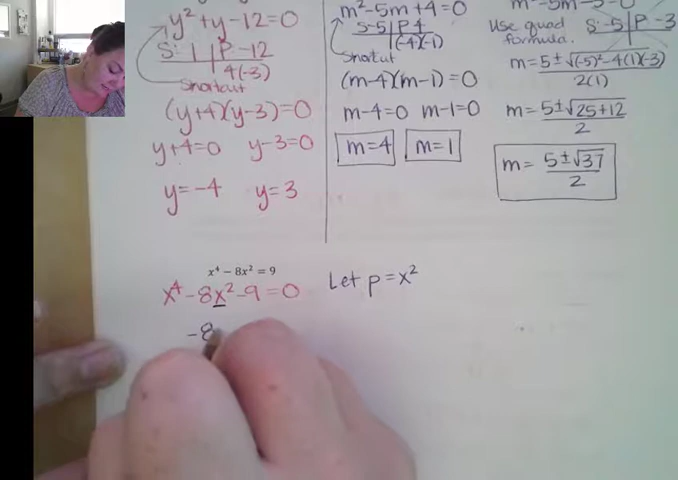 y²+y-12=0
S: 1 | P -12
4(-3)
Shortcut
(y+4)(y-3)=0
y+4=0 y-3=0
y=-4 y=3
m²-5m+4=0
S-5 | P 4
(-4)(-1)
Shortcut
(m-4)(m-1)=0
m-4=0 m-1=0
m=4 m=1
Use quad S:-5 | P -3
formula.
m= 5±√(-5)²-4(1)(-3)
2(1)
m= 5±√25+12
2
m= 5±√37
2
x⁴ − 8x² = 9
x⁴-8x²-9=0 Let p=x²
-8